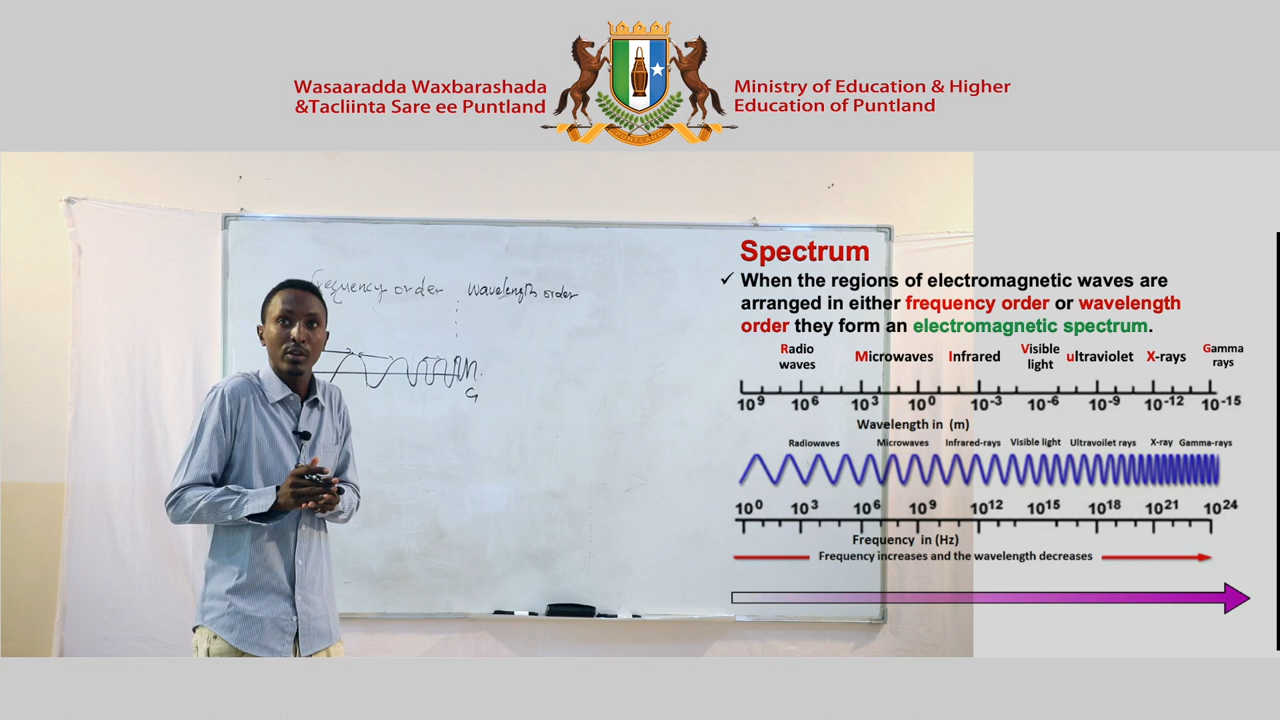 Wasaaradda Waxbarashada
&Tacliinta Sare ee Puntland
Ministry of Education & Higher
Education of Puntland
PUNTLAND
frequency order
wavelength order
G
Spectrum
✓ When the regions of electromagnetic waves are
arranged in either frequency order or wavelength
order they form an electromagnetic spectrum.
Radio waves Microwaves Infrared Visible light ultraviolet X-rays Gamma rays
10⁹ 10⁶ 10³ 10⁰ 10⁻³ 10⁻⁶ 10⁻⁹ 10⁻¹² 10⁻¹⁵
Wavelength in (m)
Radiowaves Microwaves Infrared-rays Visible light Ultravoilet rays X-ray Gamma-rays
10⁰ 10³ 10⁶ 10⁹ 10¹² 10¹⁵ 10¹⁸ 10²¹ 10²⁴
Frequency in (Hz)
Frequency increases and the wavelength decreases